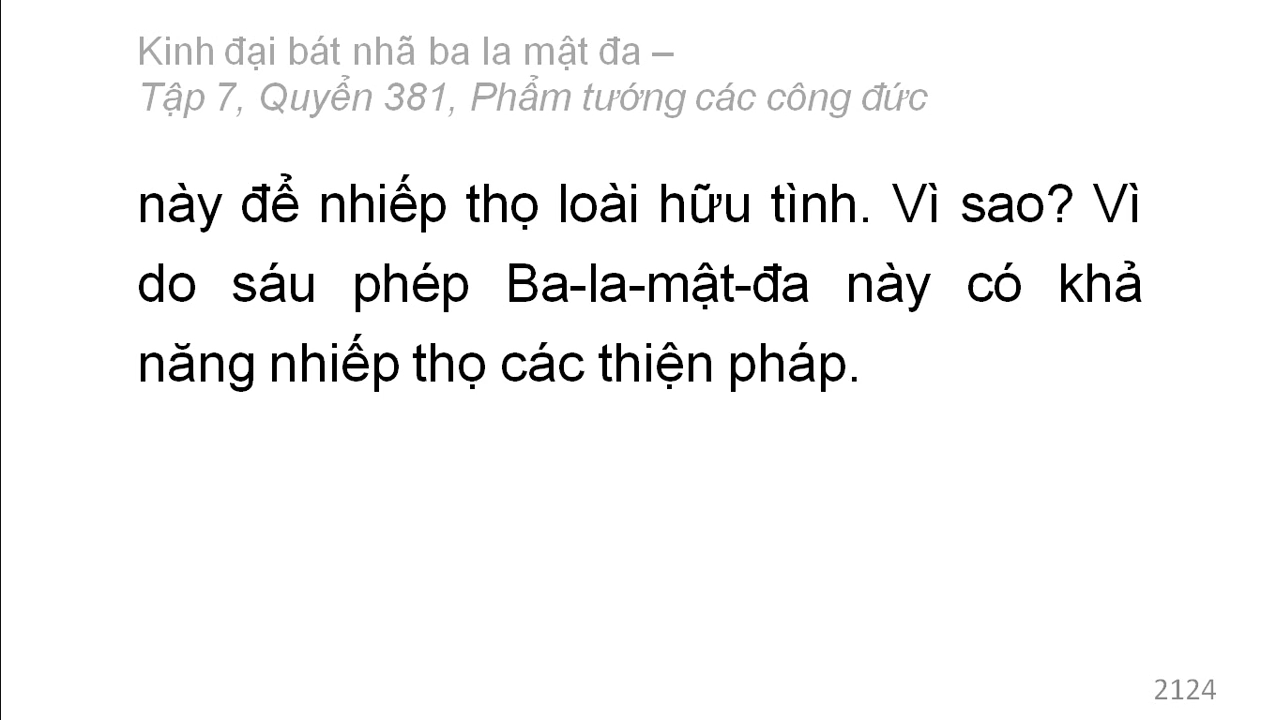 Kinh đại bát nhã ba la mật đa –
Tập 7, Quyển 381, Phẩm tướng các công đức
này để nhiếp thọ loài hữu tình. Vì sao? Vì
do sáu phép Ba-la-mật-đa này có khả
năng nhiếp thọ các thiện pháp.
2124